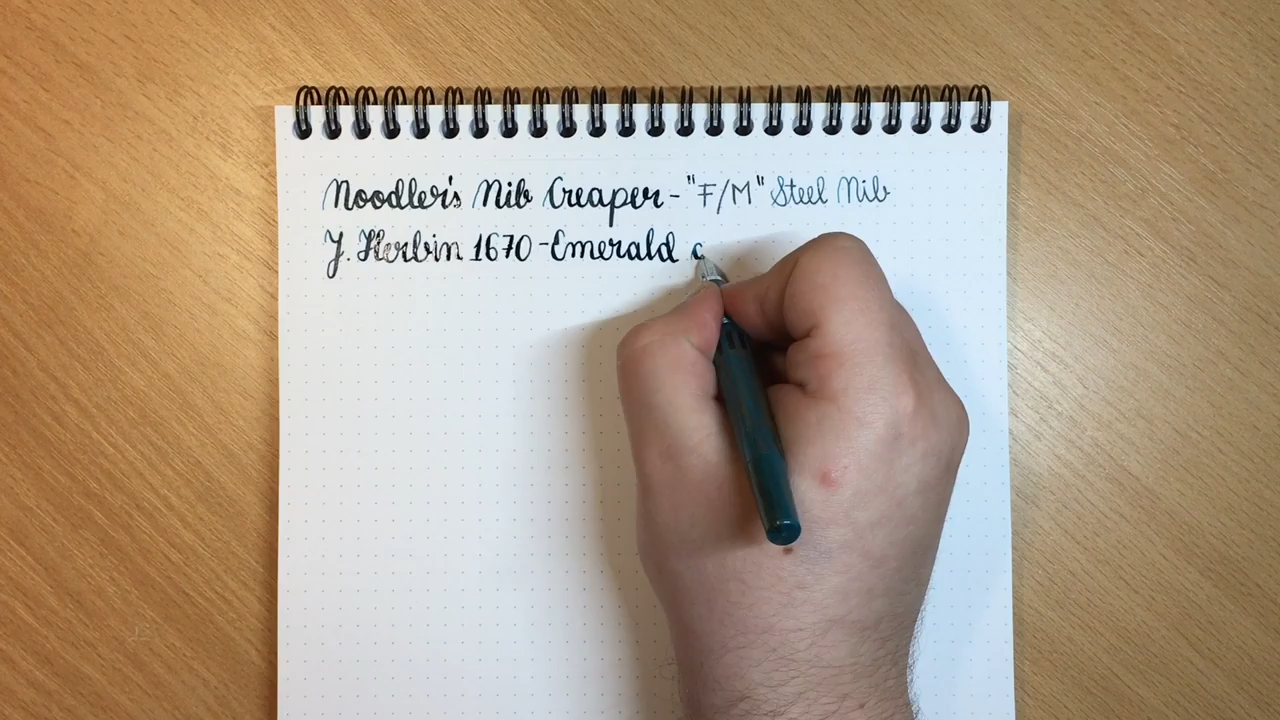 Noodler's Nib Creaper - "F/M" Steel Nib
J. Herbin 1670 - Emerald o